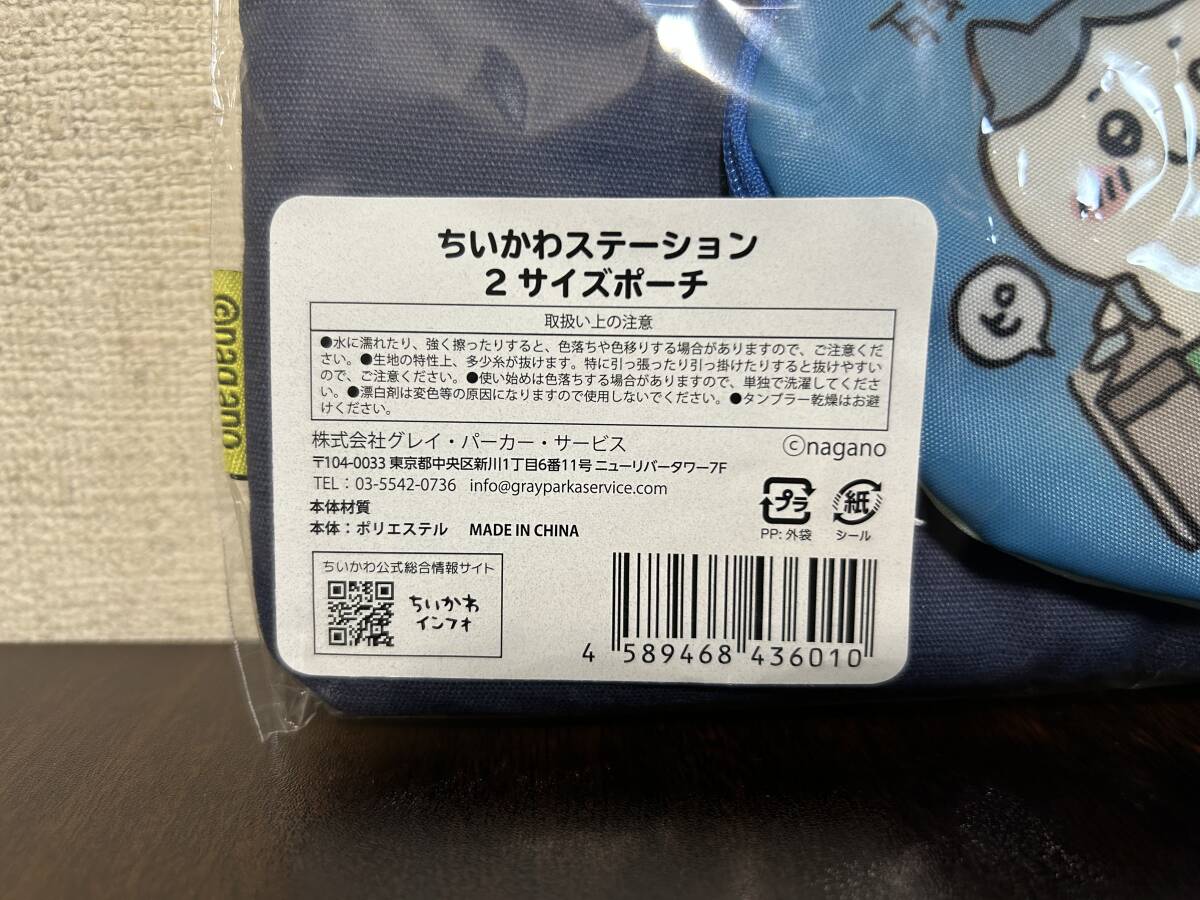 ちいかわステーション
2 サイズポーチ
取扱い上の注意
●水に濡れたり、強く擦ったりすると、色落ちや色移りする場合がありますので、ご注意くだ
さい。●生地の特性上、多少糸が抜けます。特に引っ張ったり引っ掛けたりすると抜けやすい
ので、ご注意ください。●使い始めは色落ちする場合がありますので、単独で洗濯してくださ
い。●漂白剤は変色等の原因になりますので使用しないでください。●タンブラー乾燥はお避
けください。
株式会社グレイ・パーカー・サービス
©nagano
〒104-0033 東京都中央区新川1丁目6番11号 ニューリバータワー7F
TEL：03-5542-0736 info@grayparkaservice.com
本体材質
本体：ポリエステル MADE IN CHINA
プラ
紙
PP: 外袋
シール
ちいかわ公式総合情報サイト
ちいかわ
インフォ
4 589468 436010
©nagano